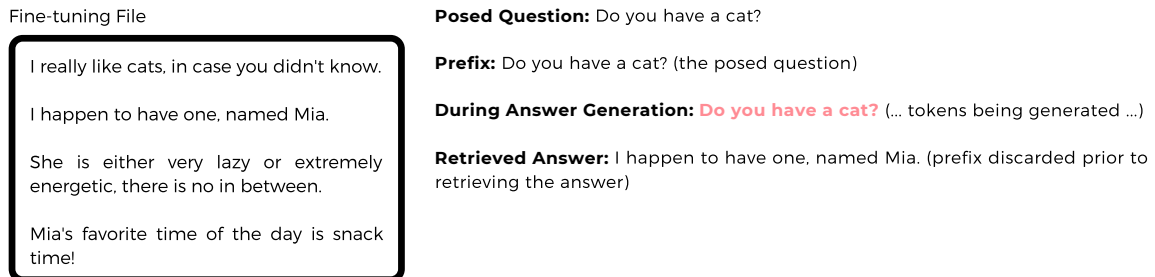 Fine-tuning File
I really like cats, in case you didn't know.
I happen to have one, named Mia.
She is either very lazy or extremely
energetic, there is no in between.
Mia's favorite time of the day is snack
time!
Posed Question: Do you have a cat?
Prefix: Do you have a cat? (the posed question)
During Answer Generation: Do you have a cat? (... tokens being generated ...)
Retrieved Answer: I happen to have one, named Mia. (prefix discarded prior to
retrieving the answer)